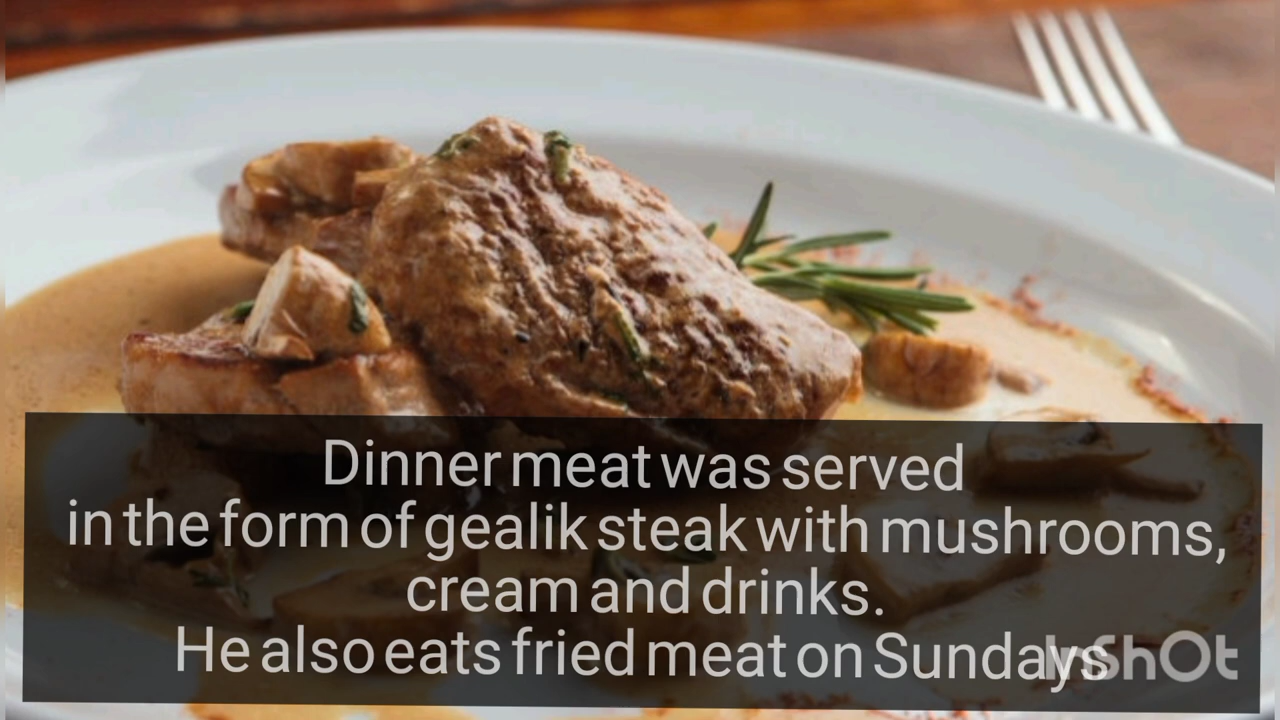 Dinner meat was served
in the form of gealik steak with mushrooms,
cream and drinks.
He also eats fried meat on Sundays
InShOt